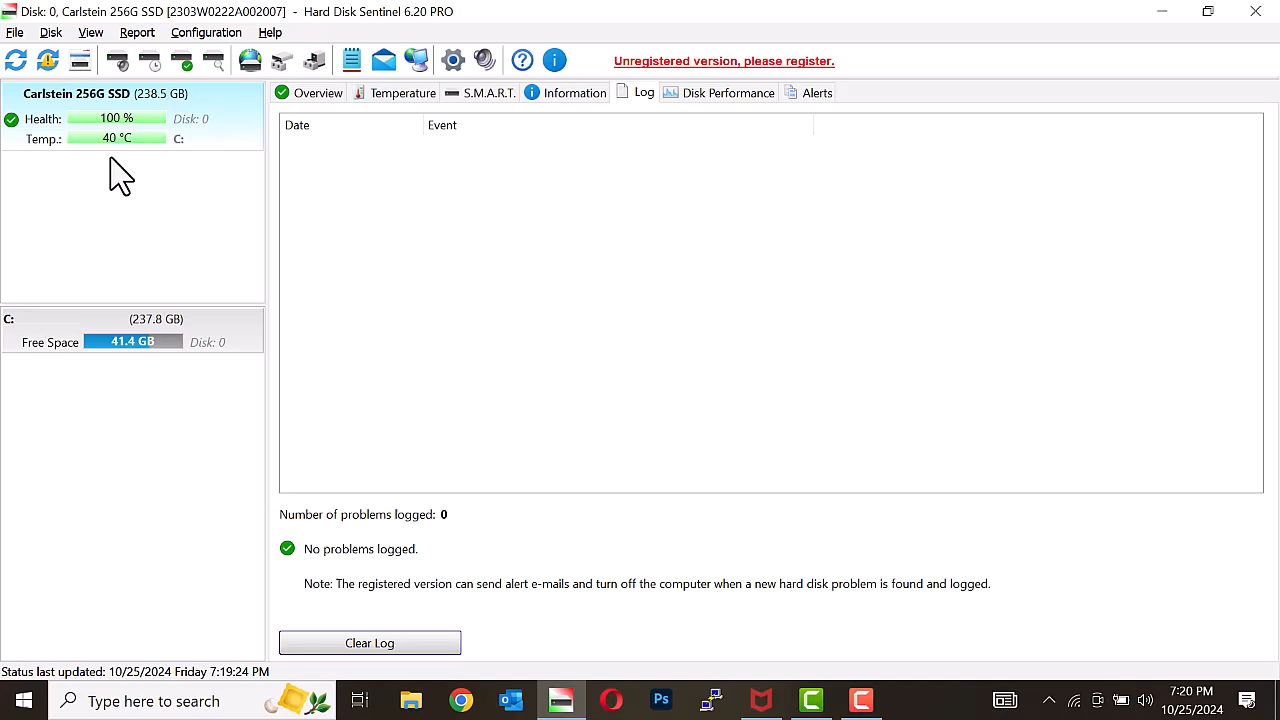 Disk: 0, Carlstein 256G SSD [2303W0222A002007] - Hard Disk Sentinel 6.20 PRO
File Disk View Report Configuration Help
Unregistered version, please register.
Carlstein 256G SSD (238.5 GB)
Health: 100 % Disk: 0
Temp.: 40 °C C:
C: (237.8 GB)
Free Space 41.4 GB Disk: 0
Overview Temperature S.M.A.R.T. Information Log Disk Performance Alerts
Date Event
Number of problems logged: 0
No problems logged.
Note: The registered version can send alert e-mails and turn off the computer when a new hard disk problem is found and logged.
Clear Log
Status last updated: 10/25/2024 Friday 7:19:24 PM
Type here to search
Ps
7:20 PM
10/25/2024